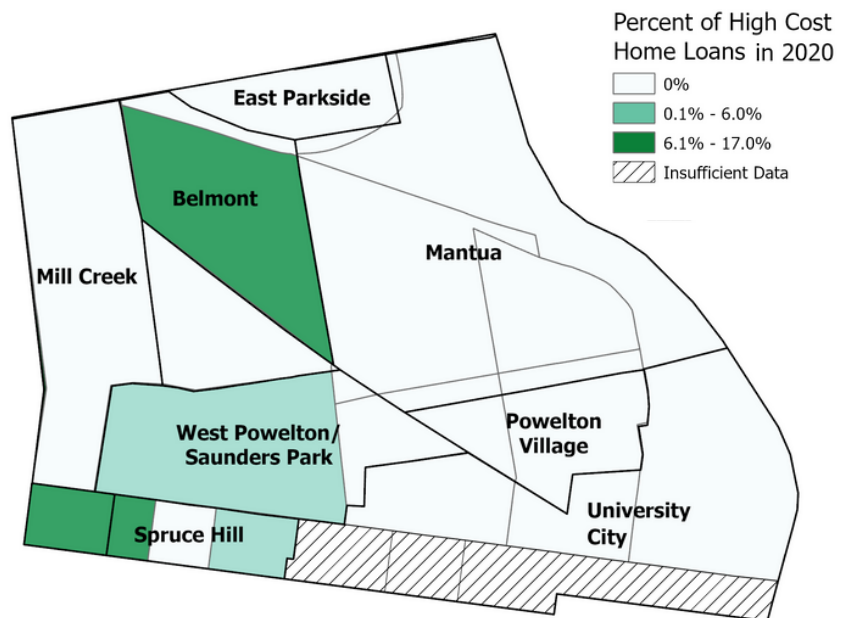 Percent of High Cost
Home Loans in 2020
0%
0.1% - 6.0%
6.1% - 17.0%
Insufficient Data
East Parkside
Belmont
Mantua
Mill Creek
Powelton
Village
West Powelton/
Saunders Park
University
City
Spruce Hill